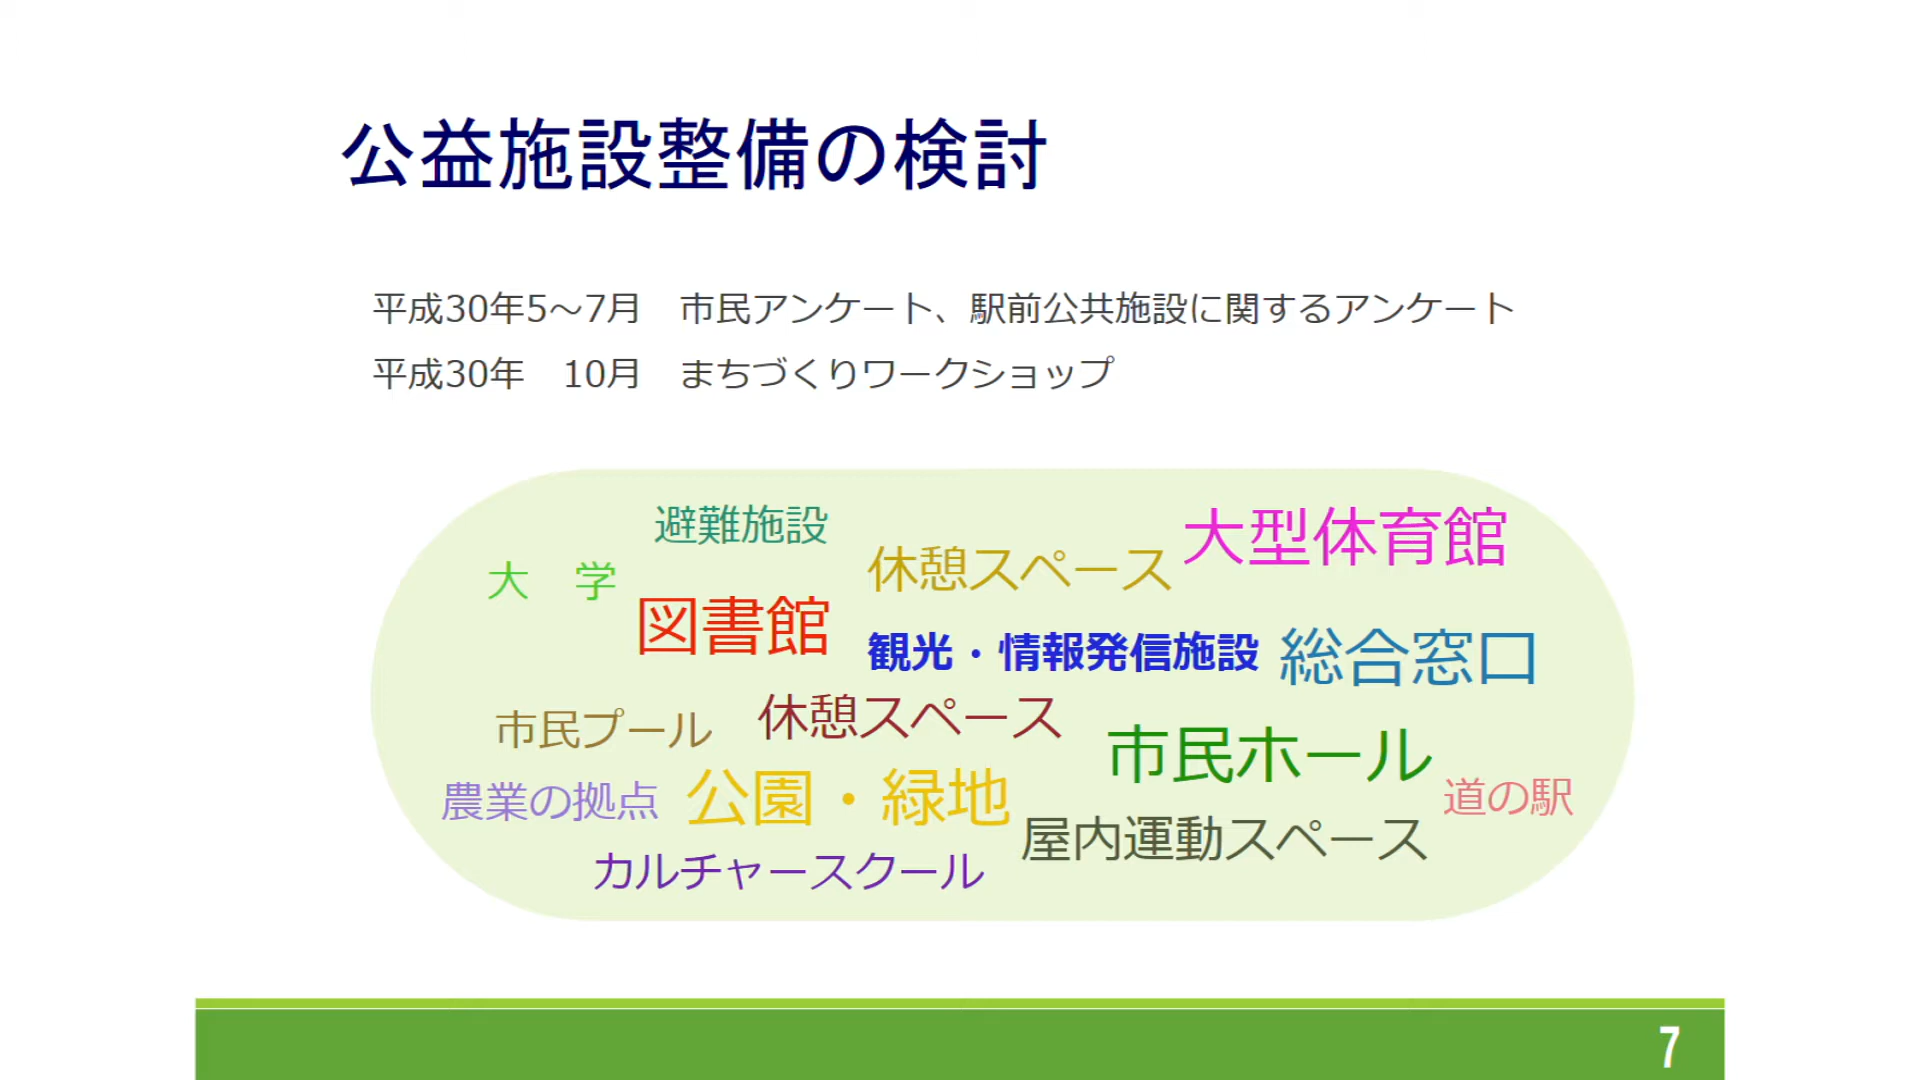 公益施設整備の検討
平成30年5～7月　市民アンケート、駅前公共施設に関するアンケート
平成30年　10月　まちづくりワークショップ
避難施設
大型体育館
休憩スペース
大　学
図書館
観光・情報発信施設
総合窓口
市民プール
休憩スペース
市民ホール
農業の拠点
公園・緑地
道の駅
屋内運動スペース
カルチャースクール
7